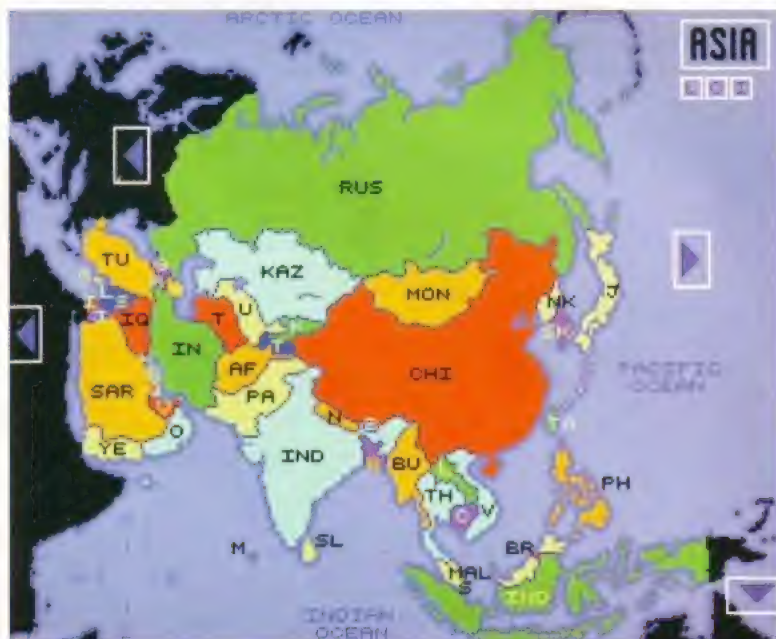 ARCTIC OCEAN
ASIA
RUS
TU
KAZ
MON
NK
J
U
T
IQ
IN
T
AF
CHI
PACIFIC
OCEAN
SAR
PA
N
O
YE
IND
BU
TH
V
C
PH
M
SL
BR
MAL
S
IND
INDIAN
OCEAN